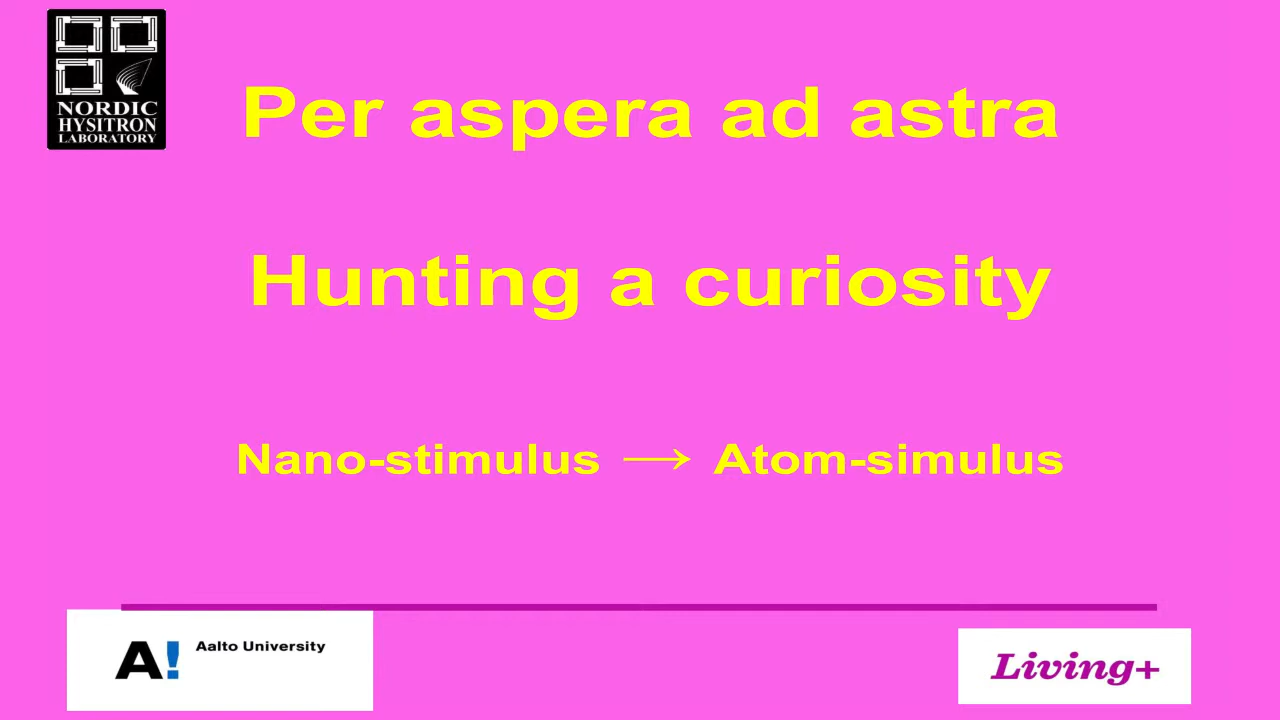 NORDIC
HYSITRON
LABORATORY
Per aspera ad astra
Hunting a curiosity
Nano-stimulus → Atom-simulus
A! Aalto University
Living+